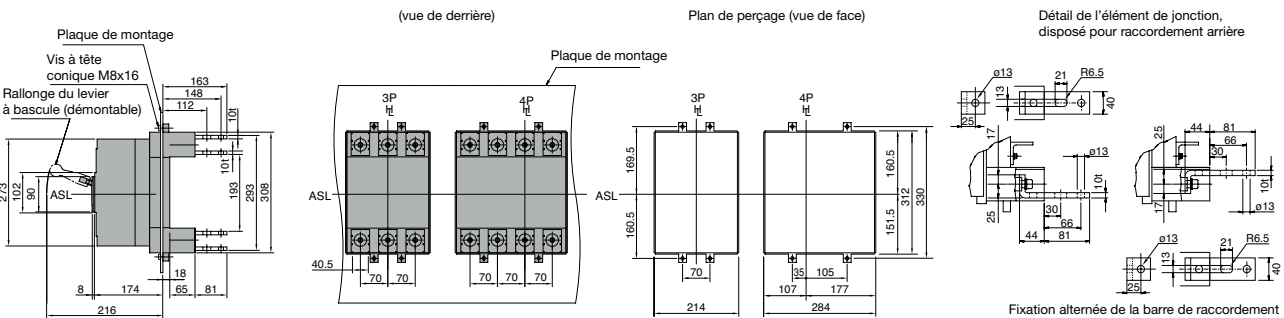 (vue de derrière)
Plan de perçage (vue de face)
Détail de l'élément de jonction,
disposé pour raccordement arrière
Plaque de montage
Vis à tête
conique M8x16
Rallonge du levier
à bascule (démontable)
163
148
112
10t
10t
273
102
90
ASL
193
293
308
18
8
174
65
81
216
Plaque de montage
3P
HL
4P
HL
ASL
40.5
70
70
70
70
70
3P
HL
4P
HL
169.5
160.5
ASL
160.5
151.5
312
330
70
35
105
107
177
214
284
ø13
21
R6.5
13
40
25
17
25
ø13
10t
30
66
44
81
25
44
81
66
30
10t
17
ø13
ø13
21
R6.5
13
40
25
Fixation alternée de la barre de raccordement